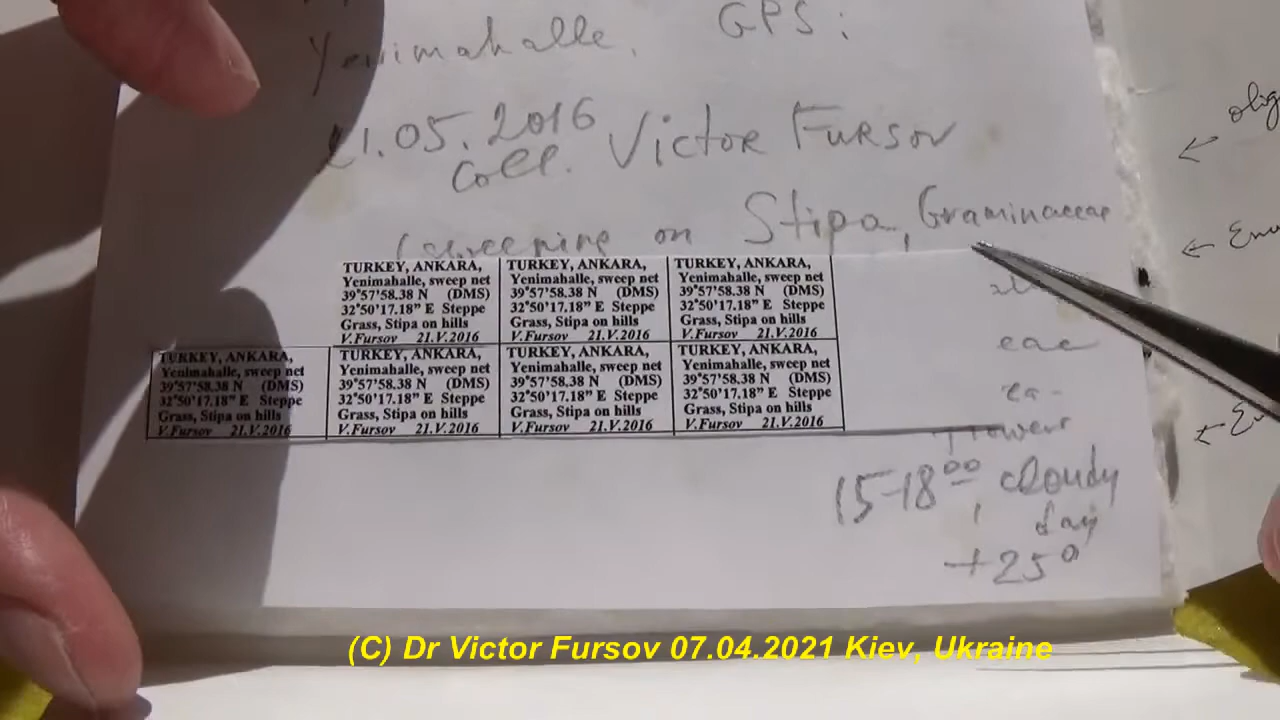 Yenimahalle. GPS:
21.05.2016
Coll. Victor Fursov
(sweeping on Stipa, Graminaceae
TURKEY, ANKARA,
Yenimahalle, sweep net
39°57'58.38 N (DMS)
32°50'17.18" E Steppe
Grass, Stipa on hills
V.Fursov 21.V.2016
TURKEY, ANKARA,
Yenimahalle, sweep net
39°57'58.38 N (DMS)
32°50'17.18" E Steppe
Grass, Stipa on hills
V.Fursov 21.V.2016
TURKEY, ANKARA,
Yenimahalle, sweep net
39°57'58.38 N (DMS)
32°50'17.18" E Steppe
Grass, Stipa on hills
V.Fursov 21.V.2016
TURKEY, ANKARA,
Yenimahalle, sweep net
39°57'58.38 N (DMS)
32°50'17.18" E Steppe
Grass, Stipa on hills
V.Fursov 21.V.2016
TURKEY, ANKARA,
Yenimahalle, sweep net
39°57'58.38 N (DMS)
32°50'17.18" E Steppe
Grass, Stipa on hills
V.Fursov 21.V.2016
TURKEY, ANKARA,
Yenimahalle, sweep net
39°57'58.38 N (DMS)
32°50'17.18" E Steppe
Grass, Stipa on hills
V.Fursov 21.V.2016
TURKEY, ANKARA,
Yenimahalle, sweep net
39°57'58.38 N (DMS)
32°50'17.18" E Steppe
Grass, Stipa on hills
V.Fursov 21.V.2016
eae
flowers
15-18⁰⁰ cloudy
day
+25°
(C) Dr Victor Fursov 07.04.2021 Kiev, Ukraine